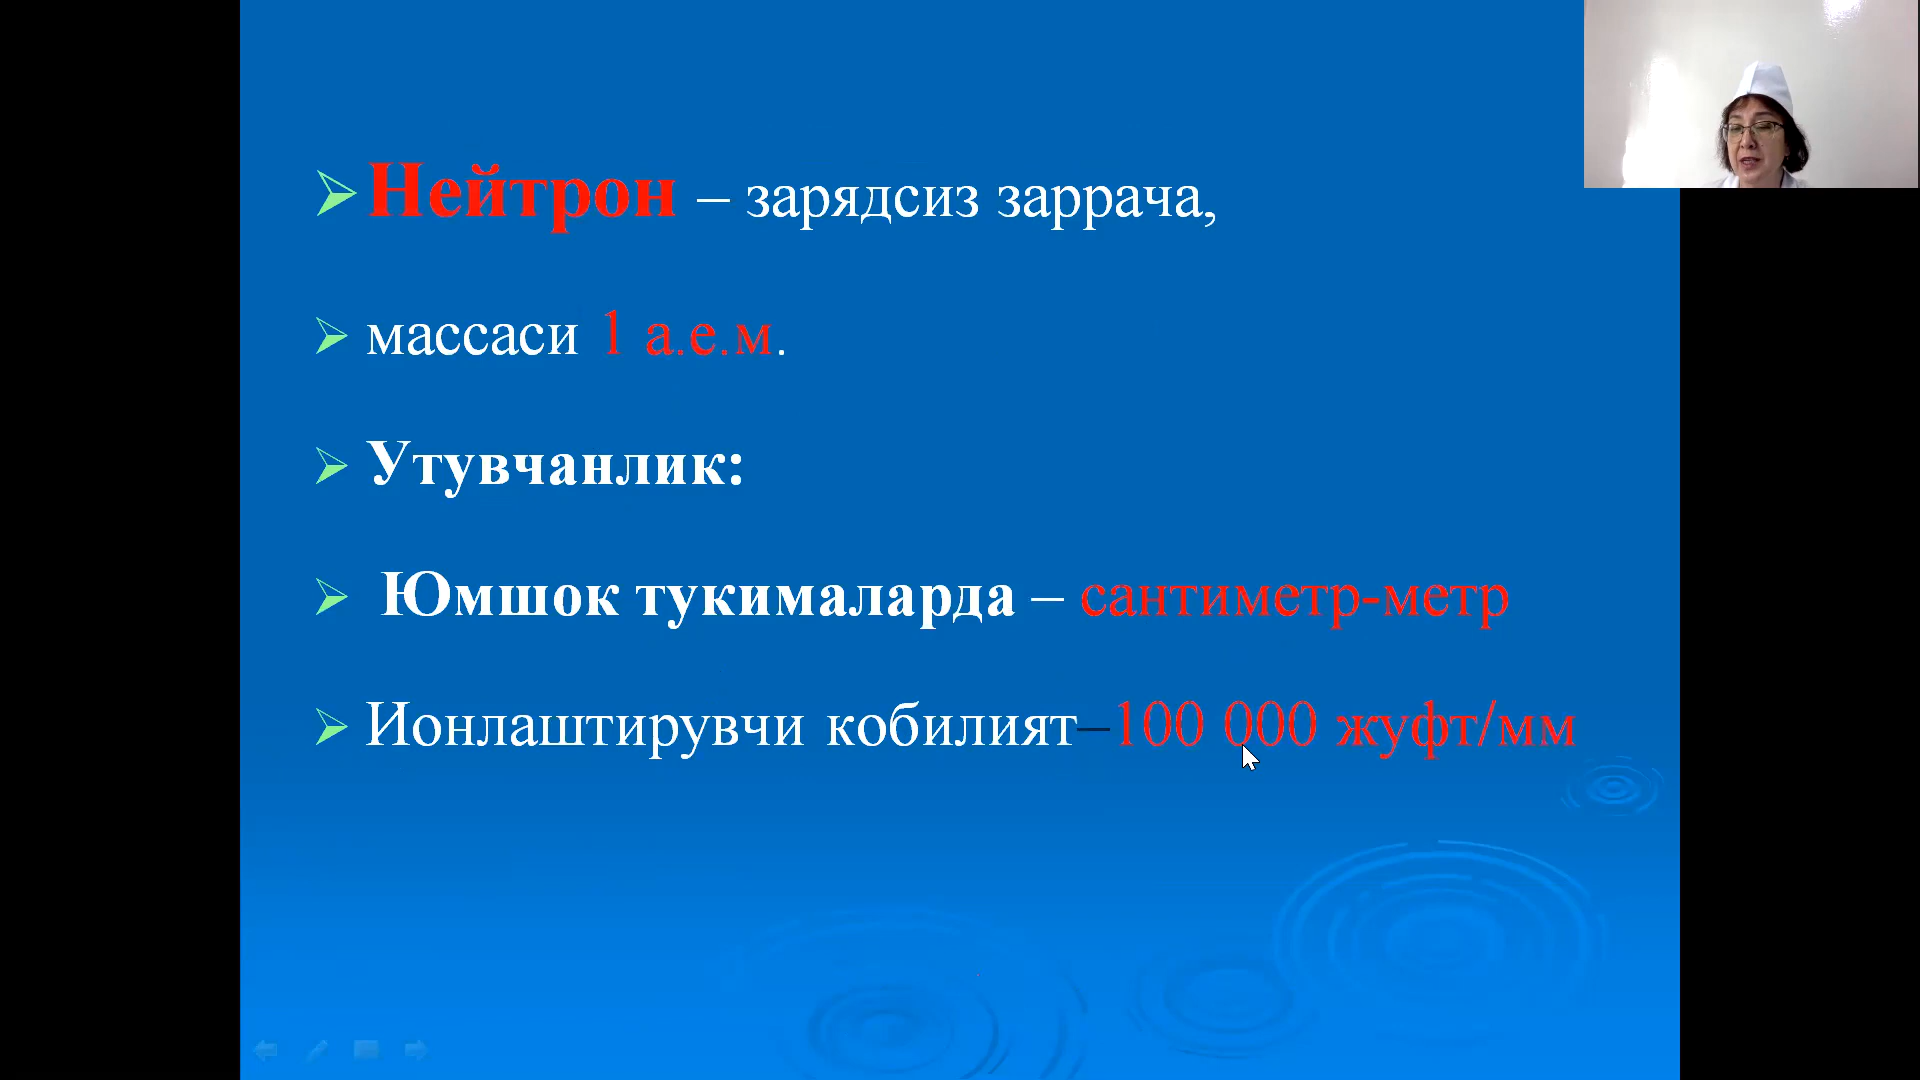 Нейтрон – зарядсиз заррача,
массаси 1 а.е.м.
Утувчанлик:
Юмшок тукималарда – сантиметр-метр
Ионлаштирувчи кобилият–100 000 жуфт/мм